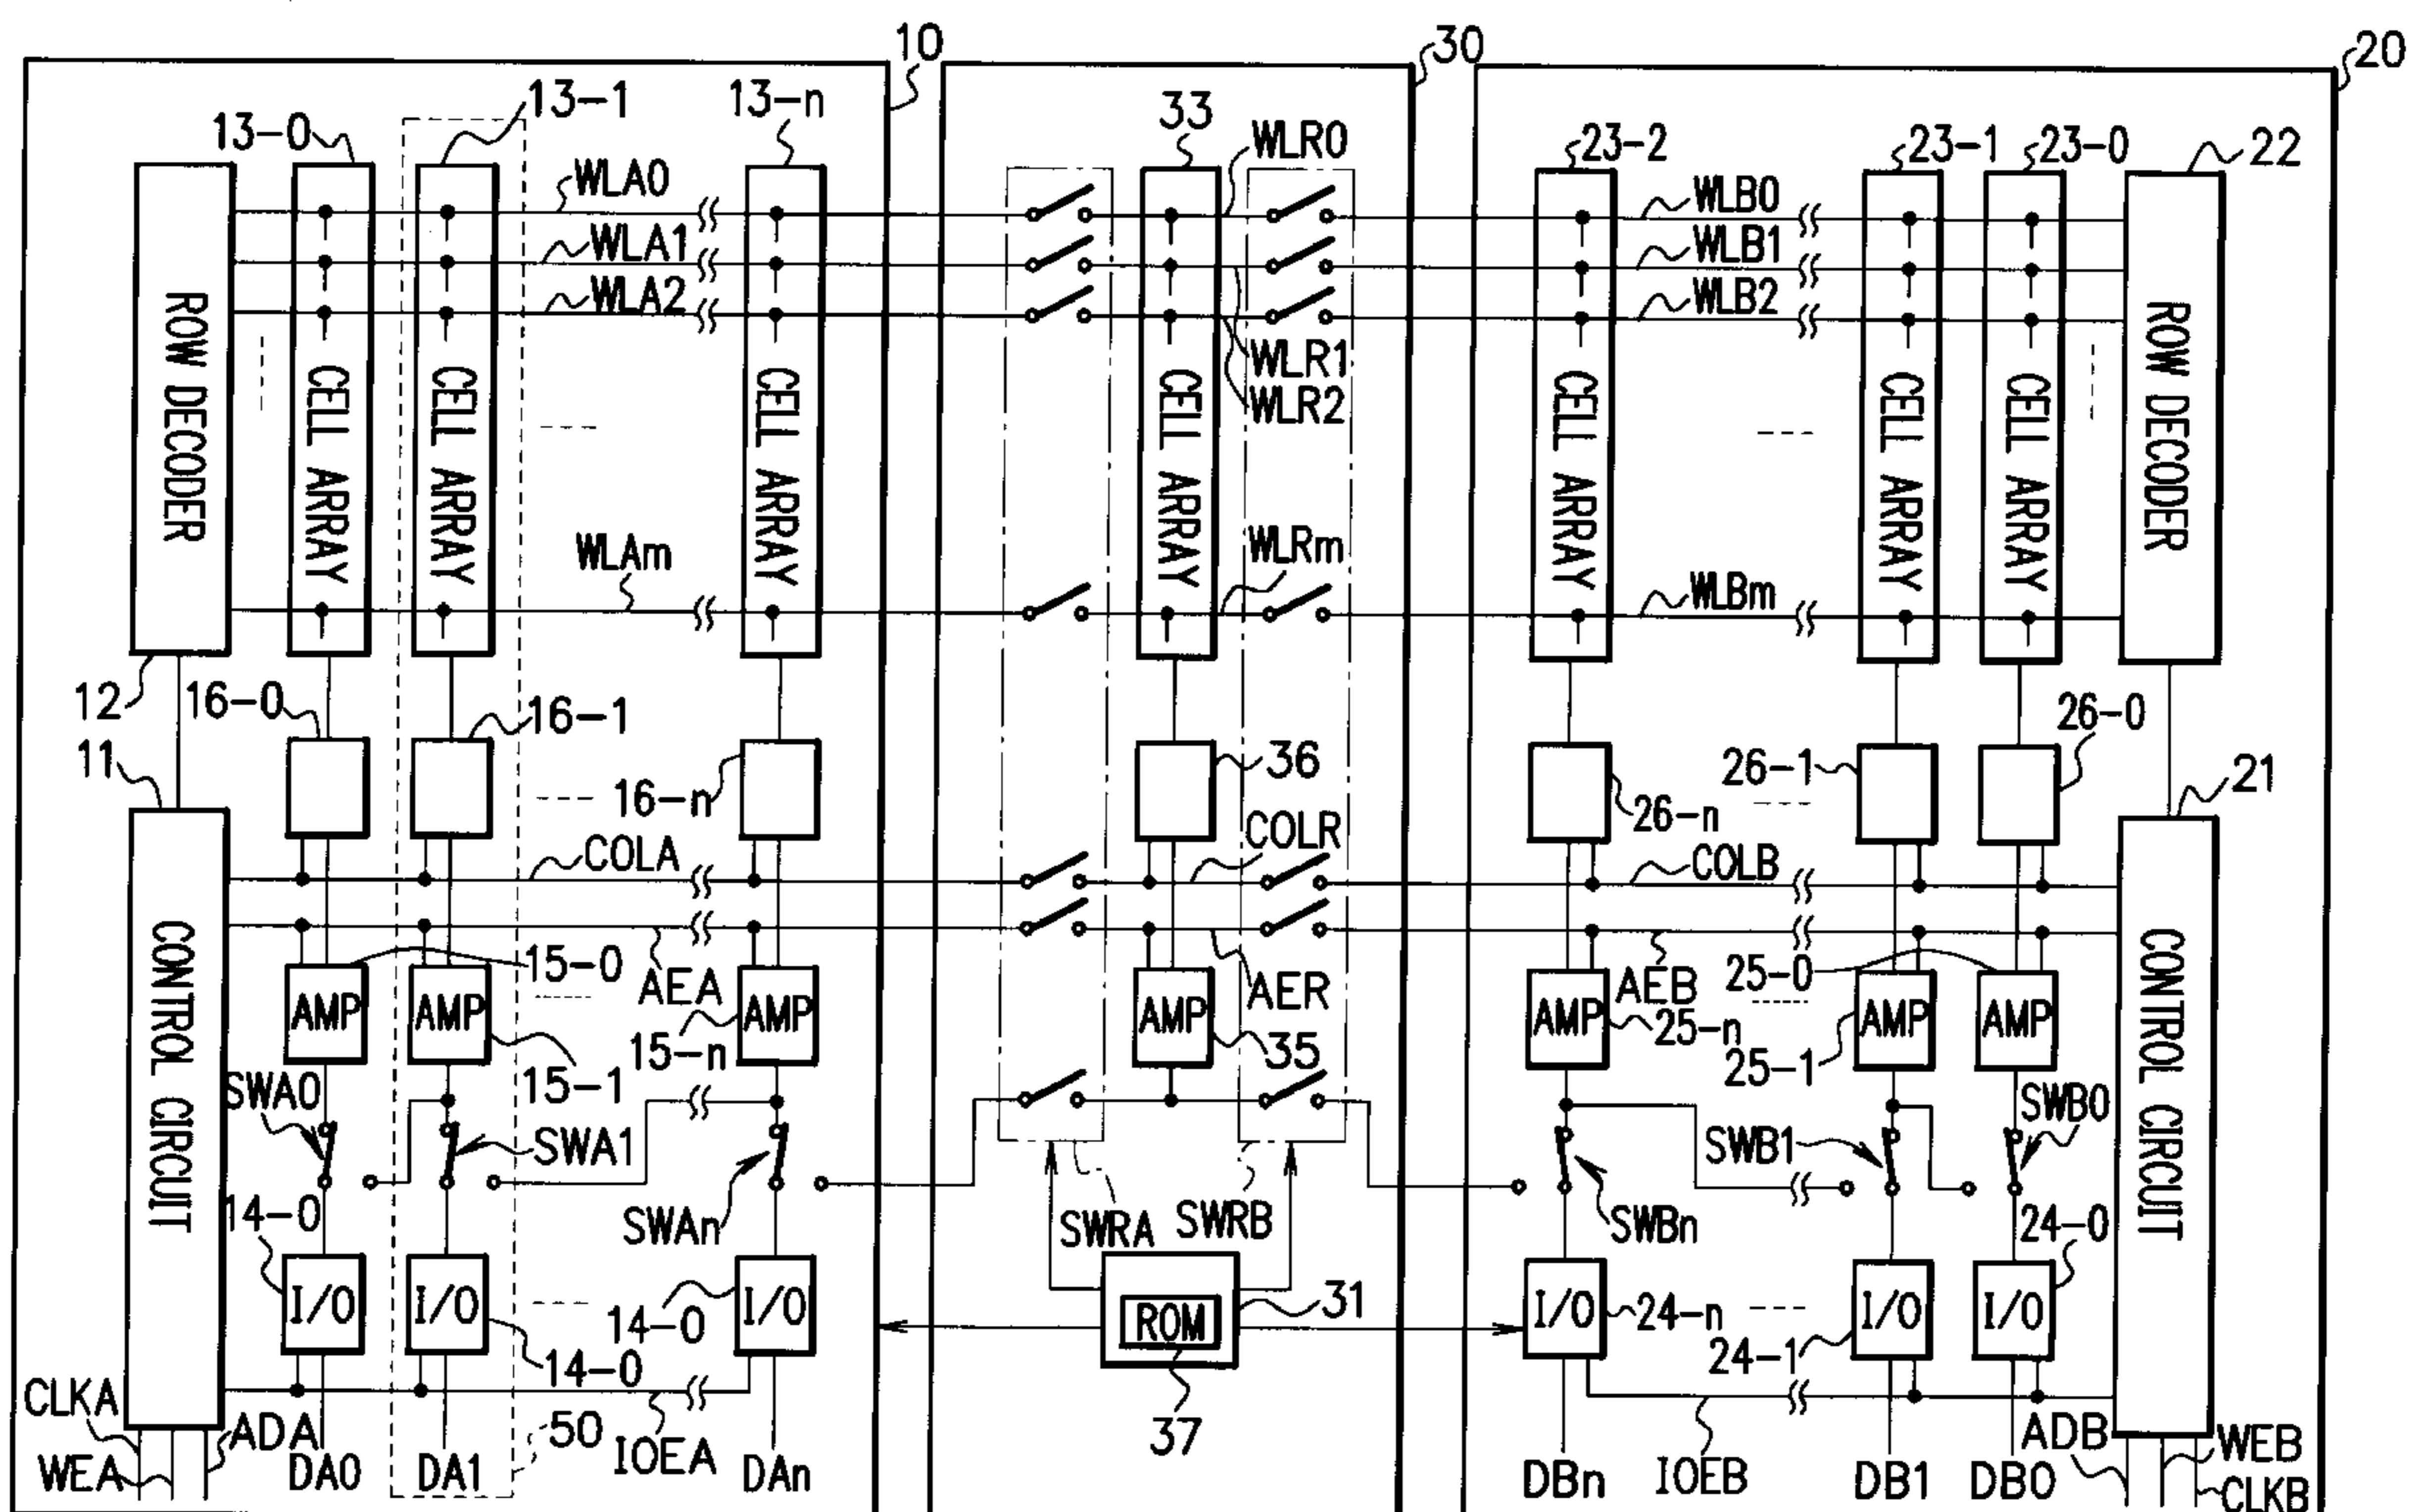 10
30
20
13-0
13-1
13-n
33
WLR0
23-2
23-1
23-0
22
WLA0
WLA1
WLA2
WLB0
WLB1
WLB2
WLR1
WLR2
ROW DECODER
CELL ARRAY
CELL ARRAY
CELL ARRAY
CELL ARRAY
CELL ARRAY
CELL ARRAY
CELL ARRAY
ROW DECODER
WLAm
WLRm
WLBm
12
16-0
16-1
16-n
36
26-n
26-1
26-0
11
21
COLA
COLR
COLB
CONTROL CIRCUIT
15-0
AEA
AER
AEB
25-0
CONTROL CIRCUIT
AMP
AMP
AMP
AMP
AMP
AMP
AMP
15-1
15-n
35
25-n
25-1
SWA0
SWA1
SWAn
SWRA
SWRB
SWBn
SWB1
SWB0
14-0
24-0
I/O
I/O
I/O
I/O
I/O
I/O
14-0
14-0
ROM
31
24-n
24-1
37
CLKA
WEA
ADA
DA0
DA1
50
IOEA
DAn
DBn
IOEB
DB1
DB0
ADB
WEB
CLKB